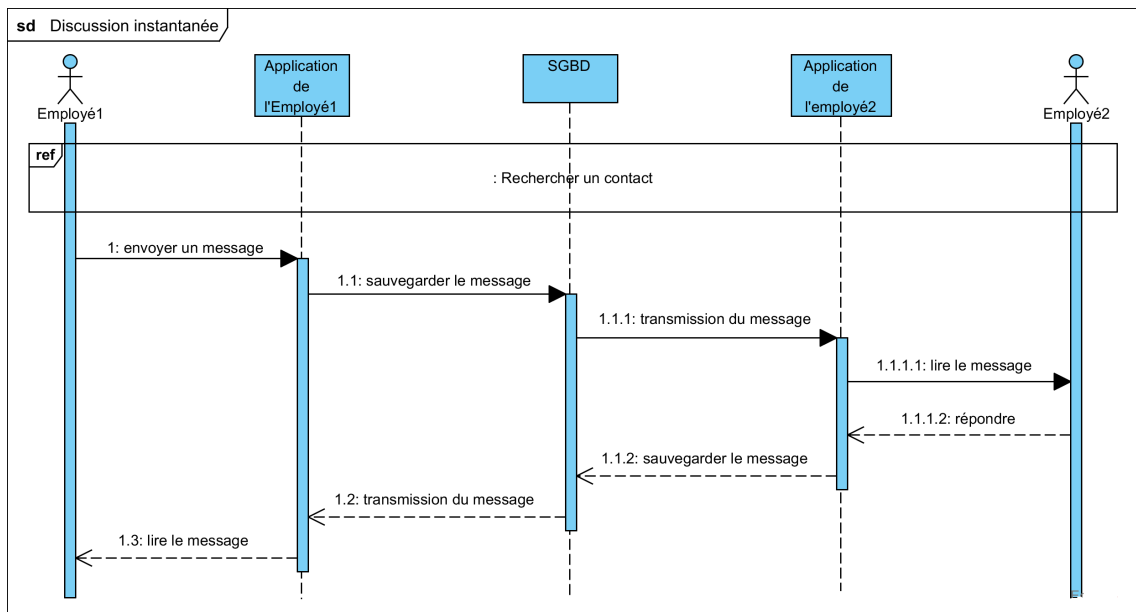 sd Discussion instantanée
Employé1
Application
de
l'Employé1
SGBD
Application
de
l'employé2
Employé2
ref
: Rechercher un contact
1: envoyer un message
1.1: sauvegarder le message
1.1.1: transmission du message
1.1.1.1: lire le message
1.1.1.2: répondre
1.1.2: sauvegarder le message
1.2: transmission du message
1.3: lire le message